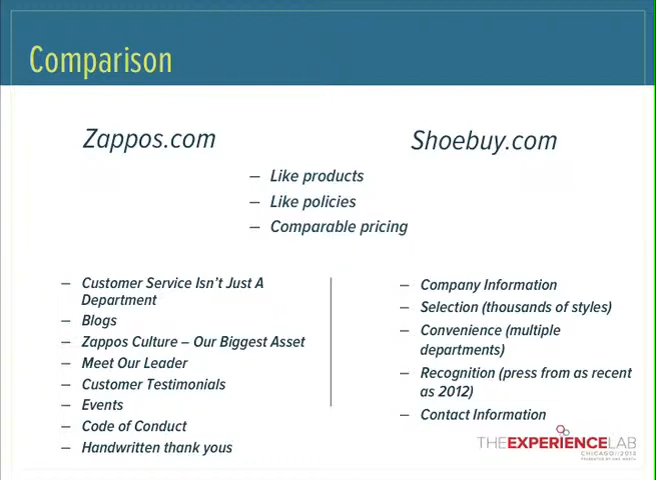 Comparison
Zappos.com
Shoebuy.com
– Like products
– Like policies
– Comparable pricing
– Customer Service Isn't Just A
Department
– Blogs
– Zappos Culture – Our Biggest Asset
– Meet Our Leader
– Customer Testimonials
– Events
– Code of Conduct
– Handwritten thank yous
– Company Information
– Selection (thousands of styles)
– Convenience (multiple
departments)
– Recognition (press from as recent
as 2012)
– Contact Information
THEEXPERIENCELAB
CHICAGO//2013